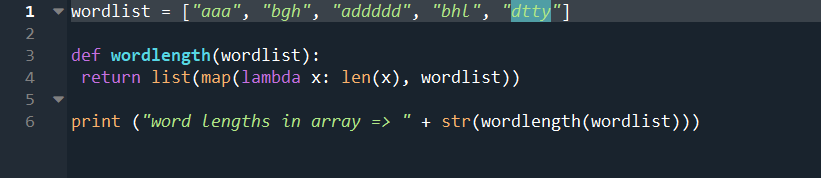 1 wordlist = ["aaa", "bgh", "addddd", "bhl", "dtty"]
2
3 def wordlength(wordlist):
4  return list(map(lambda x: len(x), wordlist))
5
6 print ("word lengths in array => " + str(wordlength(wordlist)))